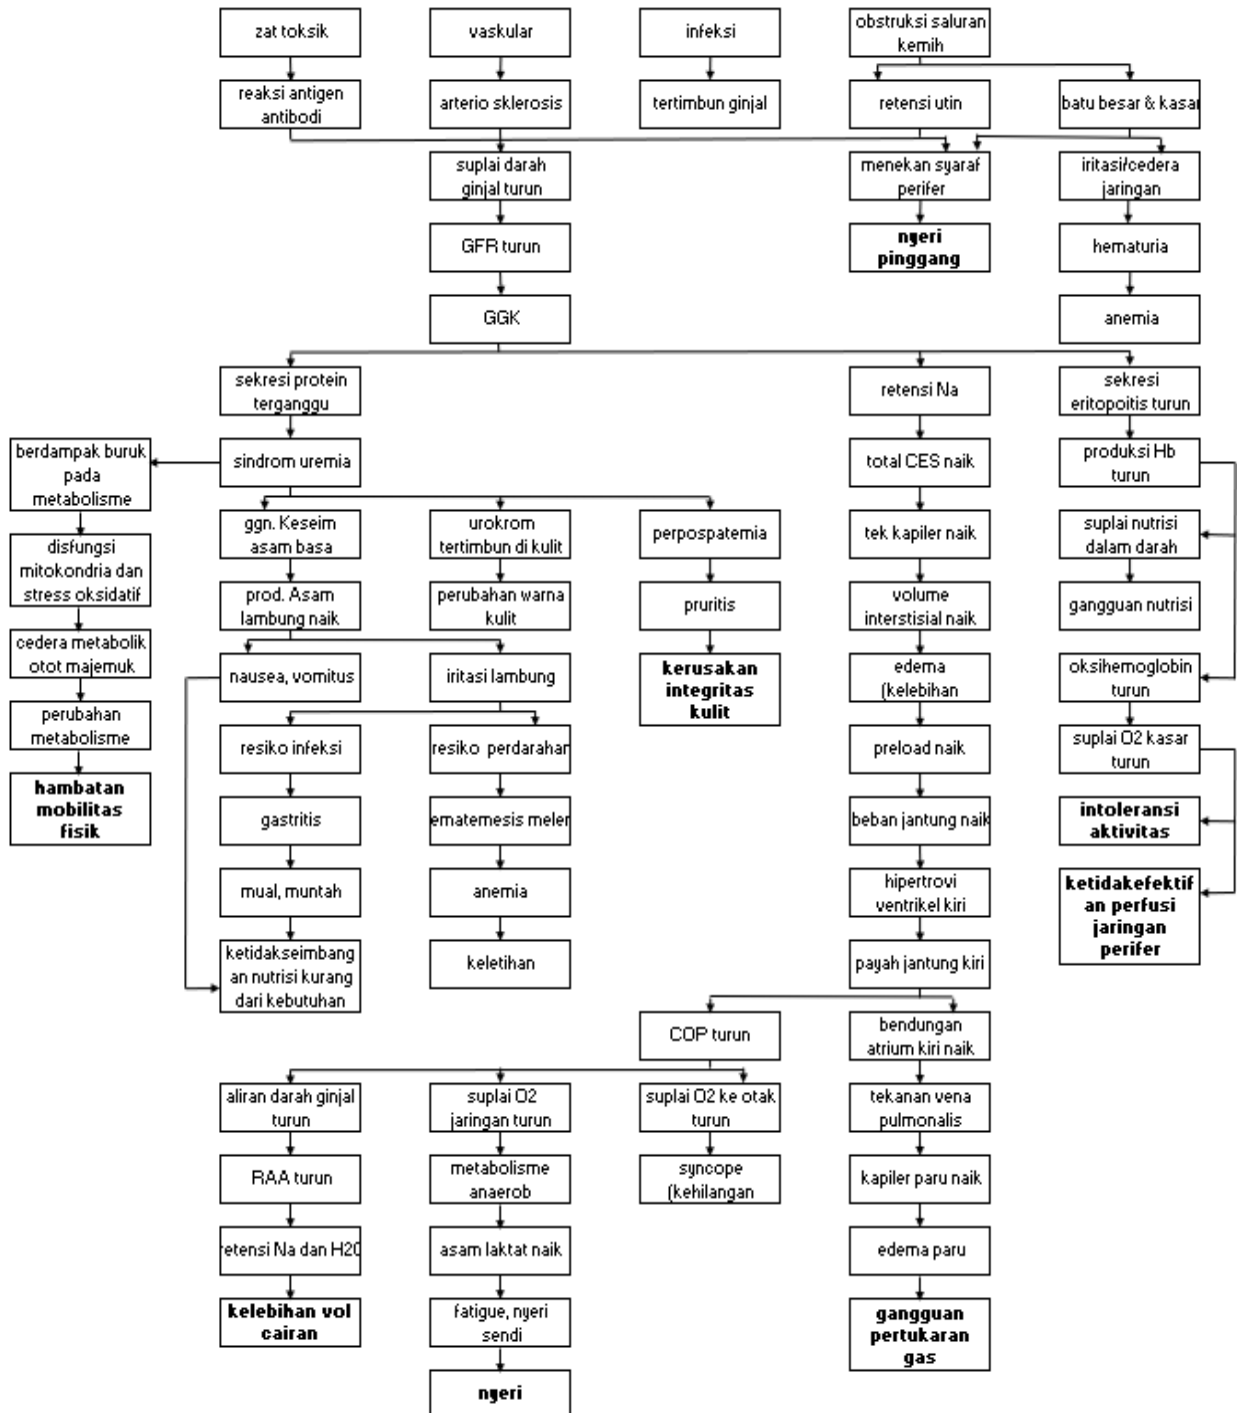 zat toksik
vaskular
infeksi
obstruksi saluran
kemih
reaksi antigen
antibodi
arterio sklerosis
tertimbun ginjal
retensi utin
batu besar & kasar
suplai darah
ginjal turun
menekan syaraf
perifer
iritasi/cedera
jaringan
GFR turun
nyeri
pinggang
hematuria
GGK
anemia
sekresi protein
terganggu
retensi Na
sekresi
eritopoitis turun
berdampak buruk
pada
metabolisme
sindrom uremia
total CES naik
produksi Hb
turun
disfungsi
mitokondria dan
stress oksidatif
ggn. Keseim
asam basa
urokrom
tertimbun di kulit
perpospatemia
tek kapiler naik
suplai nutrisi
dalam darah
prod. Asam
lambung naik
perubahan warna
kulit
pruritis
volume
interstisial naik
gangguan nutrisi
cedera metabolik
otot majemuk
nausea, vomitus
iritasi lambung
kerusakan
integritas
kulit
edema
(kelebihan
oksihemoglobin
turun
perubahan
metabolisme
resiko infeksi
resiko perdarahan
preload naik
suplai O2 kasar
turun
hambatan
mobilitas
fisik
gastritis
ematemesis meler
beban jantung naik
intoleransi
aktivitas
mual, muntah
anemia
hipertrovi
ventrikel kiri
ketidakefektif
an perfusi
jaringan
perifer
ketidakseimbang
an nutrisi kurang
dari kebutuhan
keletihan
payah jantung kiri
COP turun
bendungan
atrium kiri naik
aliran darah ginjal
turun
suplai O2
jaringan turun
suplai O2 ke otak
turun
tekanan vena
pulmonalis
RAA turun
metabolisme
anaerob
syncope
(kehilangan
kapiler paru naik
retensi Na dan H2O
asam laktat naik
edema paru
kelebihan vol
cairan
fatigue, nyeri
sendi
gangguan
pertukaran
gas
nyeri